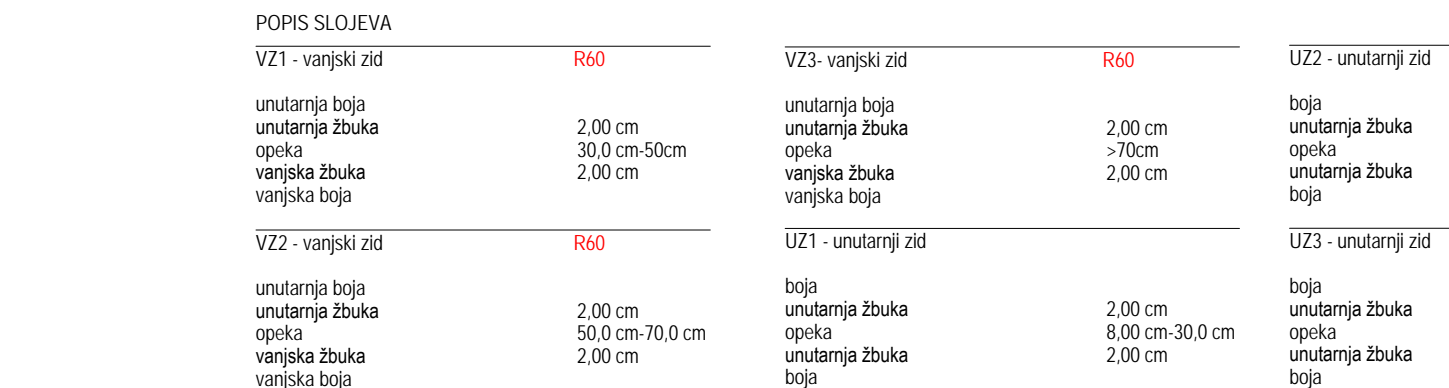 POPIS SLOJEVA
VZ1 - vanjski zid R60
unutarnja boja
unutarnja žbuka 2,00 cm
opeka 30,0 cm-50cm
vanjska žbuka 2,00 cm
vanjska boja
VZ2 - vanjski zid R60
unutarnja boja
unutarnja žbuka 2,00 cm
opeka 50,0 cm-70,0 cm
vanjska žbuka 2,00 cm
vanjska boja
VZ3- vanjski zid R60
unutarnja boja
unutarnja žbuka 2,00 cm
opeka >70cm
vanjska žbuka 2,00 cm
vanjska boja
UZ1 - unutarnji zid
boja
unutarnja žbuka 2,00 cm
opeka 8,00 cm-30,0 cm
unutarnja žbuka 2,00 cm
boja
UZ2 - unutarnji zid
boja
unutarnja žbuka
opeka
unutarnja žbuka
boja
UZ3 - unutarnji zid
boja
unutarnja žbuka
opeka
unutarnja žbuka
boja